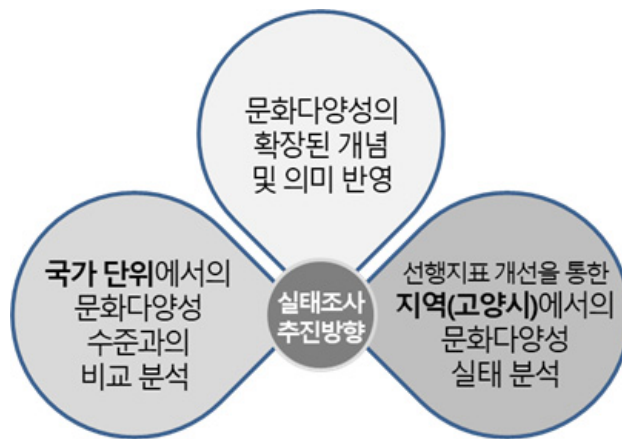 문화다양성의
확장된 개념
및 의미 반영
국가 단위에서의
문화다양성
수준과의
비교 분석
실태조사
추진방향
선행지표 개선을 통한
지역(고양시)에서의
문화다양성
실태 분석